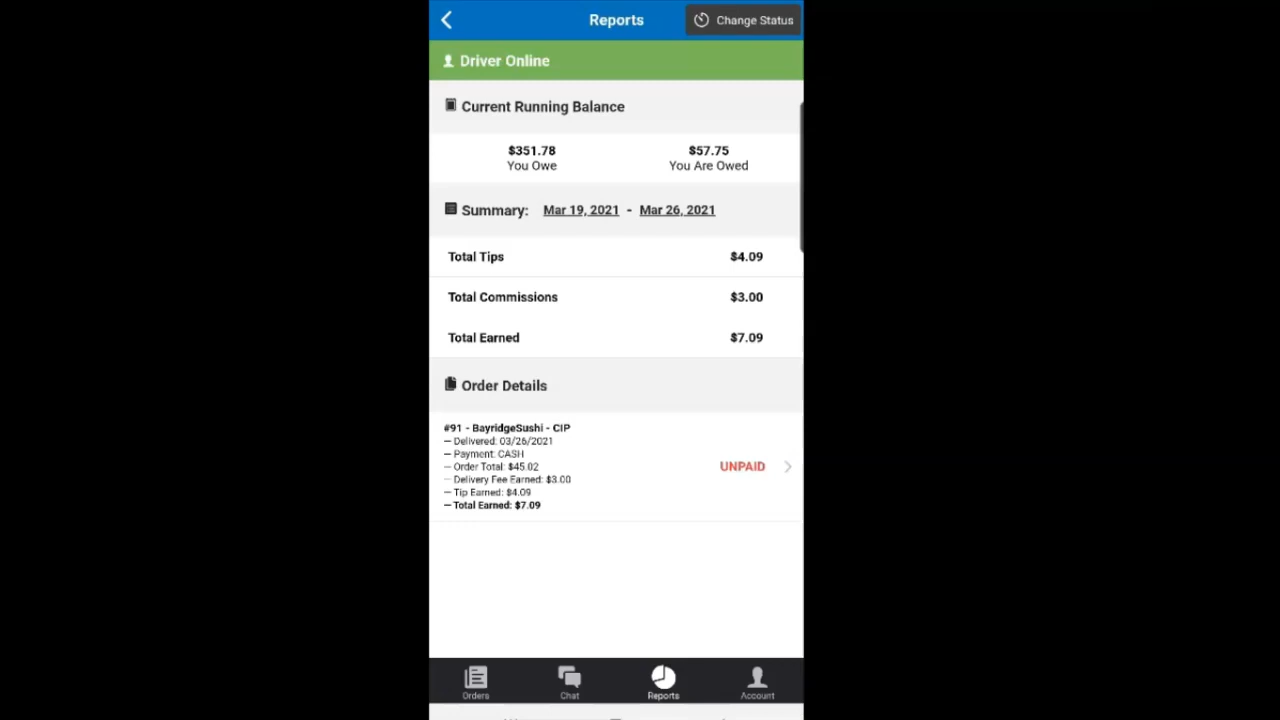 Reports
Change Status
Driver Online
Current Running Balance
$351.78 $57.75
You Owe You Are Owed
Summary: Mar 19, 2021 - Mar 26, 2021
Total Tips $4.09
Total Commissions $3.00
Total Earned $7.09
Order Details
#91 - BayridgeSushi - CIP
— Delivered: 03/26/2021
— Payment: CASH
— Order Total: $45.02
— Delivery Fee Earned: $3.00
— Tip Earned: $4.09
— Total Earned: $7.09
UNPAID
Orders Chat Reports Account